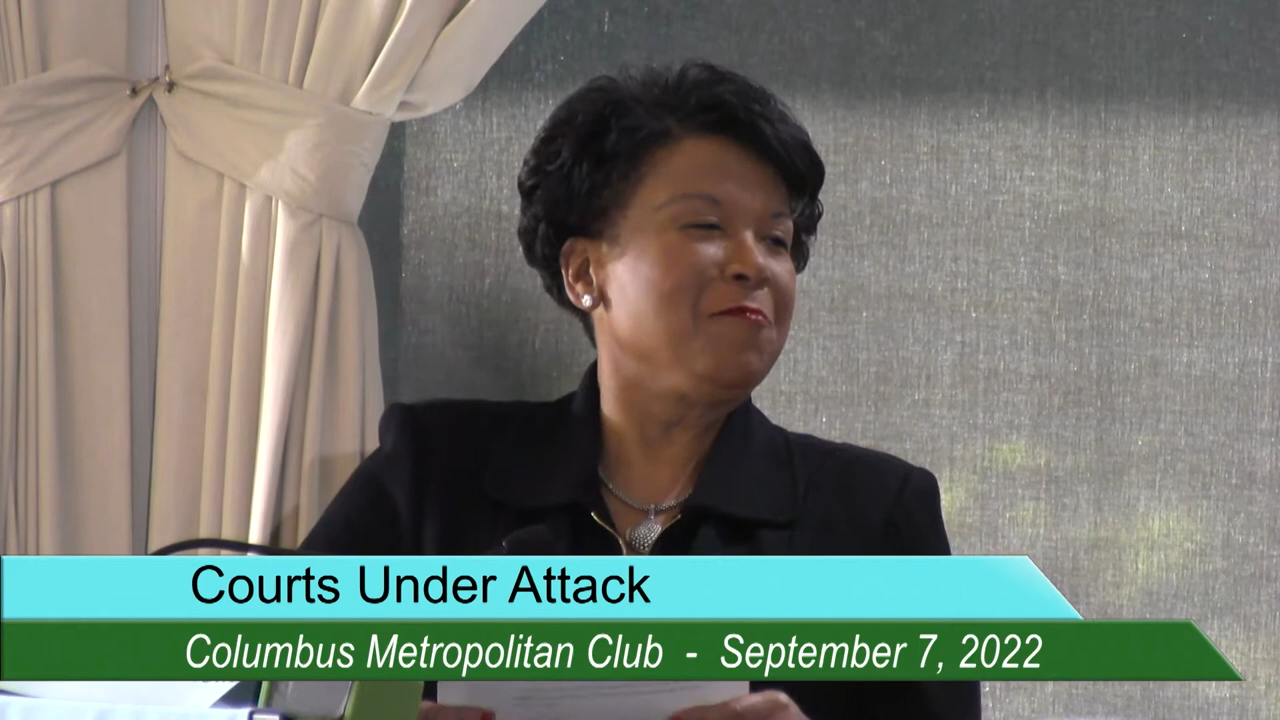 Courts Under Attack
Columbus Metropolitan Club - September 7, 2022